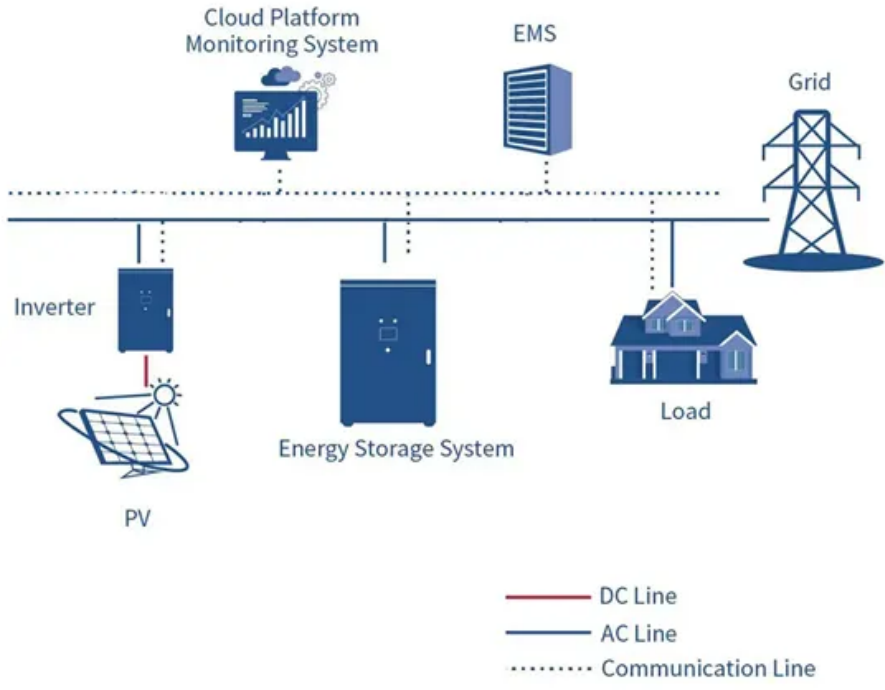 Cloud Platform
Monitoring System
EMS
Grid
Inverter
Load
Energy Storage System
PV
DC Line
AC Line
Communication Line